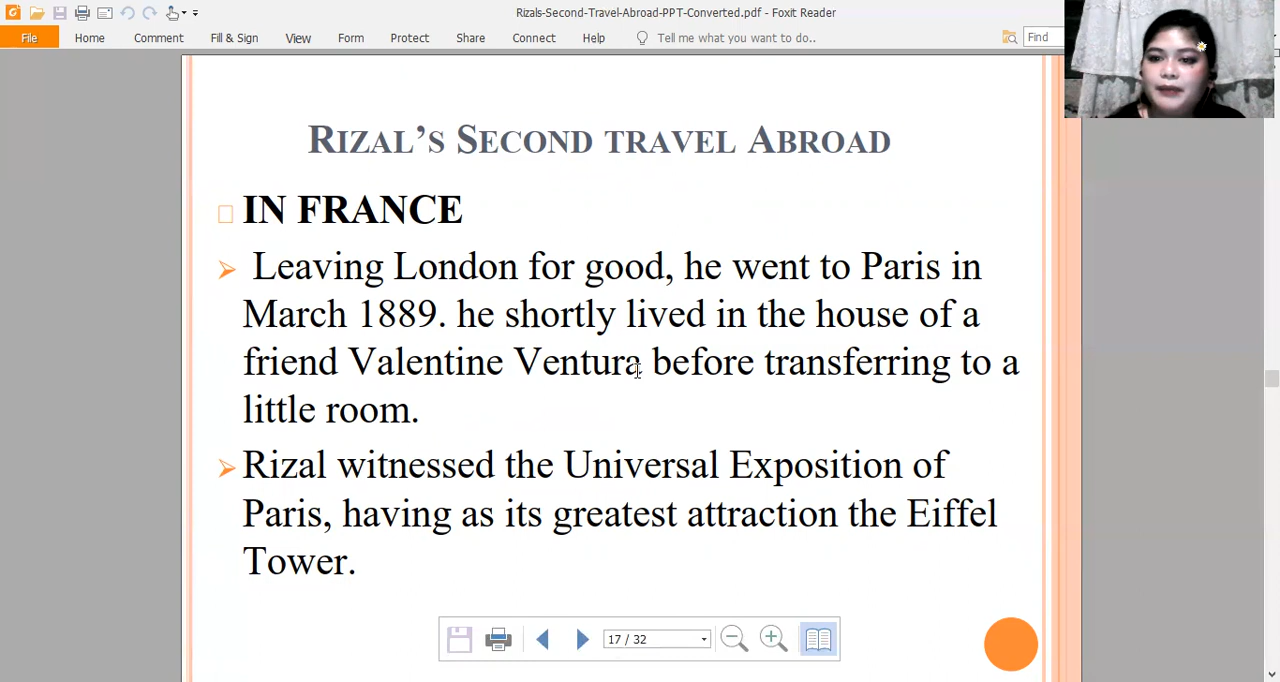 Rizals-Second-Travel-Abroad-PPT-Converted.pdf - Foxit Reader
File Home Comment Fill & Sign View Form Protect Share Connect Help Tell me what you want to do.. Find
RIZAL’S SECOND TRAVEL ABROAD
IN FRANCE
Leaving London for good, he went to Paris in
March 1889. he shortly lived in the house of a
friend Valentine Ventura before transferring to a
little room.
Rizal witnessed the Universal Exposition of
Paris, having as its greatest attraction the Eiffel
Tower.
17 / 32